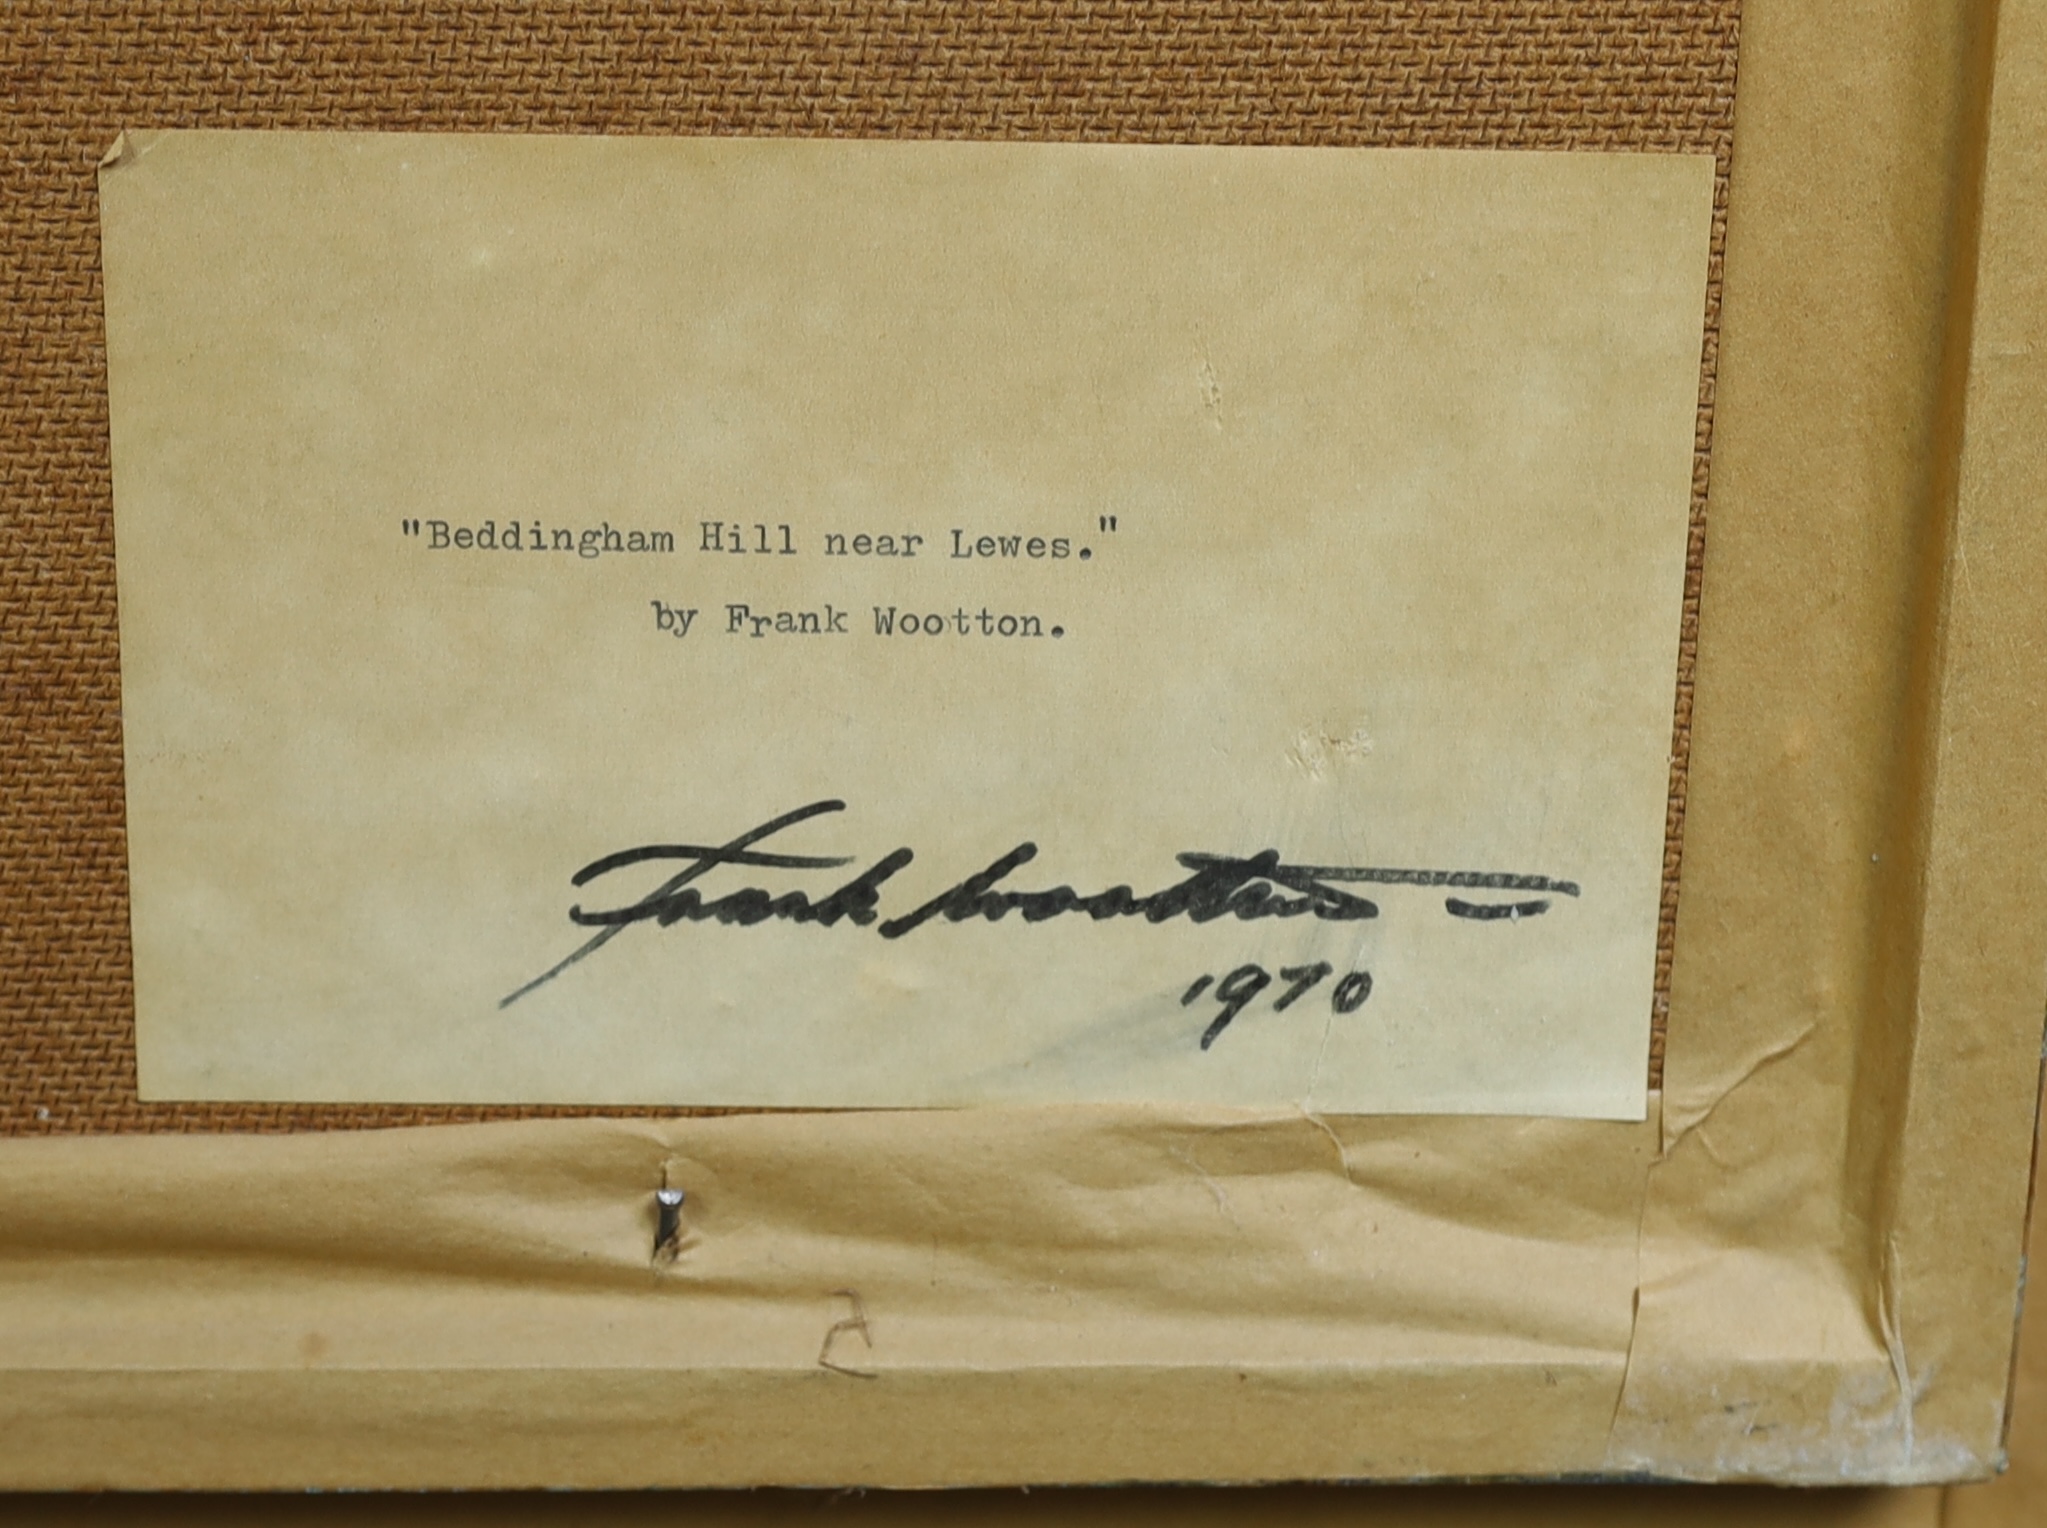 "Beddingham Hill near Lewes."
by Frank Wootton.
Frank Wootton
1970